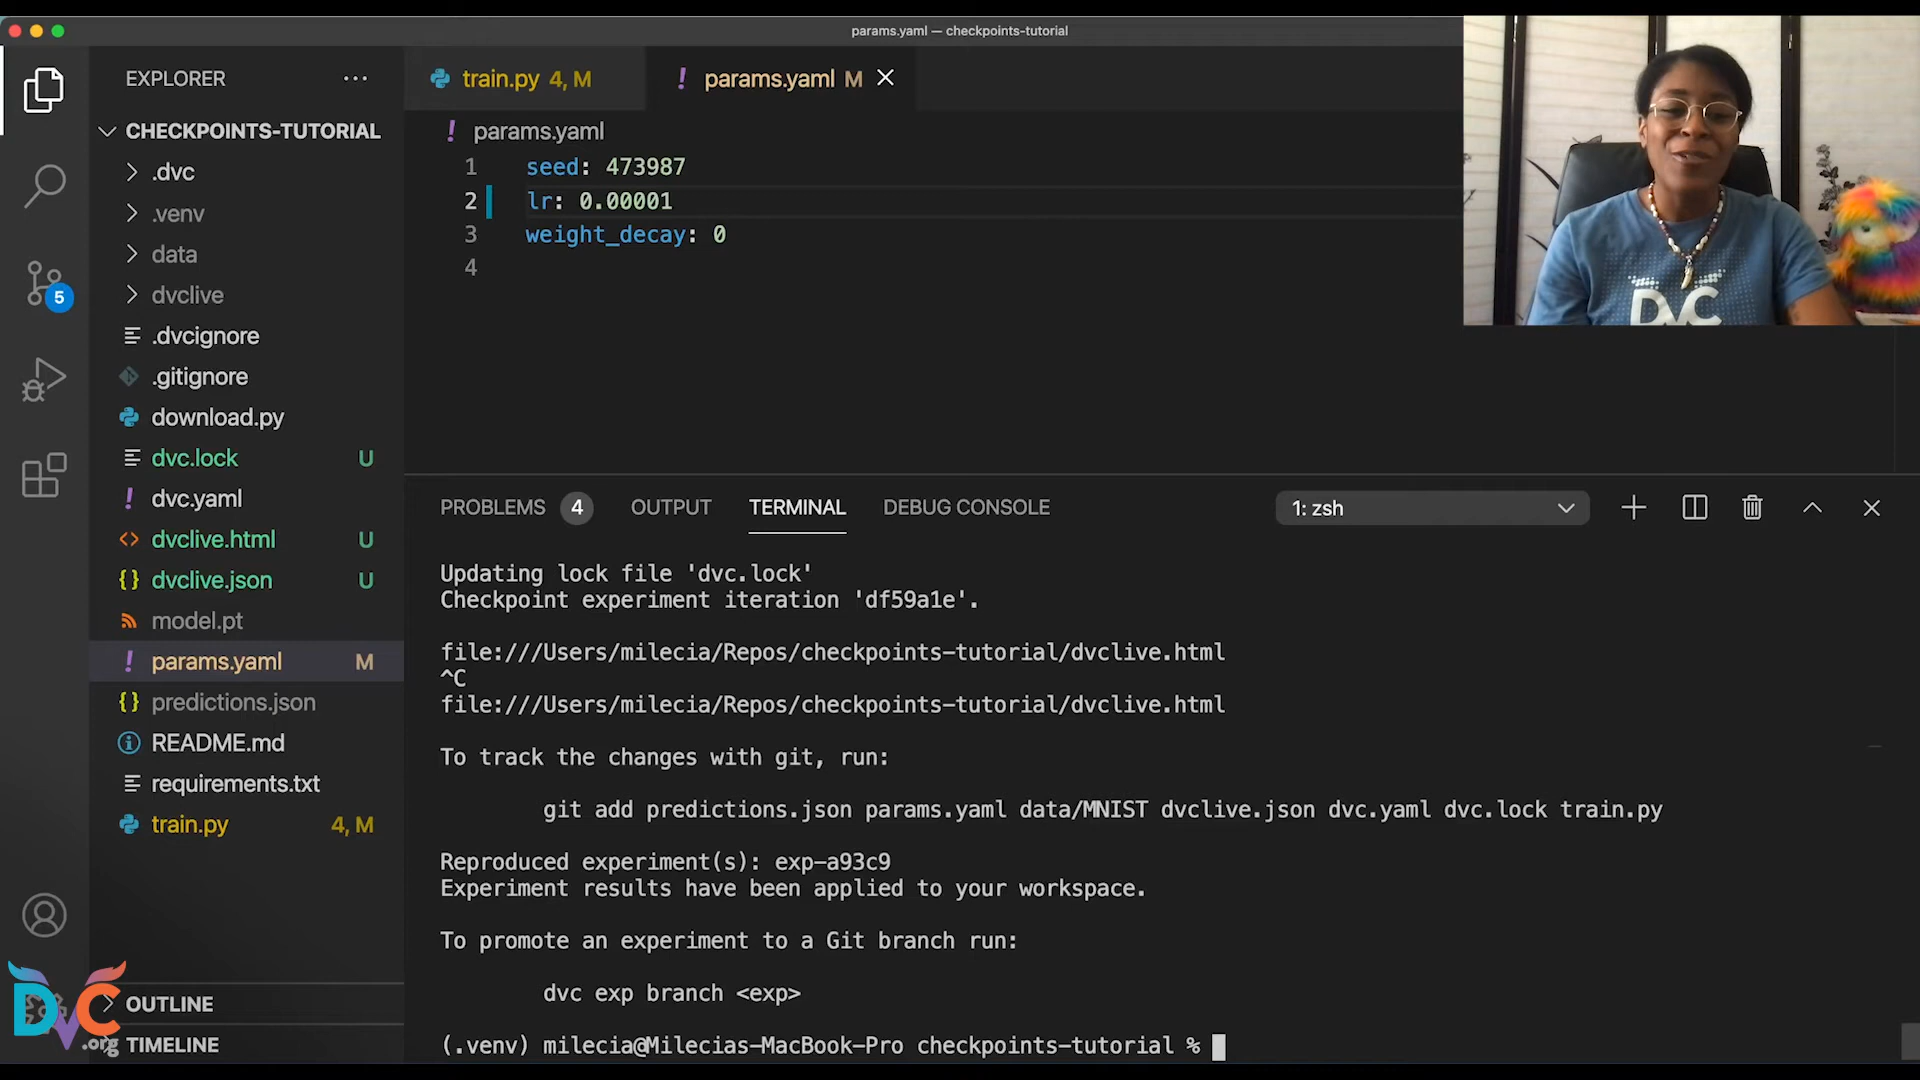 params.yaml — checkpoints-tutorial
EXPLORER
CHECKPOINTS-TUTORIAL
.dvc
.venv
data
dvclive
.dvcignore
.gitignore
download.py
dvc.lock U
dvc.yaml
dvclive.html U
dvclive.json U
model.pt
params.yaml M
predictions.json
README.md
requirements.txt
train.py 4, M
OUTLINE
TIMELINE
5
DVC
.org
train.py 4, M
params.yaml M
params.yaml
1 seed: 473987
2 lr: 0.00001
3 weight_decay: 0
4
DVC
PROBLEMS 4 OUTPUT TERMINAL DEBUG CONSOLE 1: zsh
Updating lock file 'dvc.lock'
Checkpoint experiment iteration 'df59a1e'.
file:///Users/milecia/Repos/checkpoints-tutorial/dvclive.html
^C
file:///Users/milecia/Repos/checkpoints-tutorial/dvclive.html
To track the changes with git, run:
git add predictions.json params.yaml data/MNIST dvclive.json dvc.yaml dvc.lock train.py
Reproduced experiment(s): exp-a93c9
Experiment results have been applied to your workspace.
To promote an experiment to a Git branch run:
dvc exp branch <exp>
(.venv) milecia@Milecias-MacBook-Pro checkpoints-tutorial %